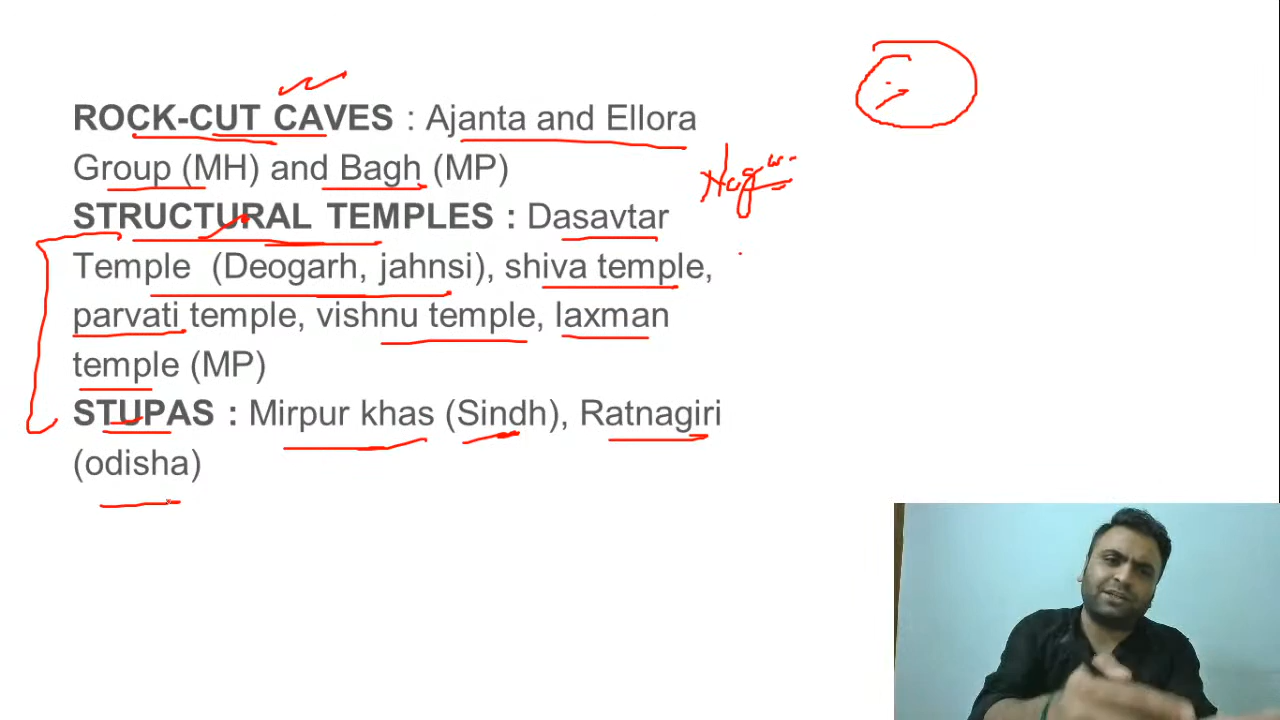 ROCK-CUT CAVES : Ajanta and Ellora
Group (MH) and Bagh (MP)
STRUCTURAL TEMPLES : Dasavtar
Temple (Deogarh, jahnsi), shiva temple,
parvati temple, vishnu temple, laxman
temple (MP)
STUPAS : Mirpur khas (Sindh), Ratnagiri
(odisha)